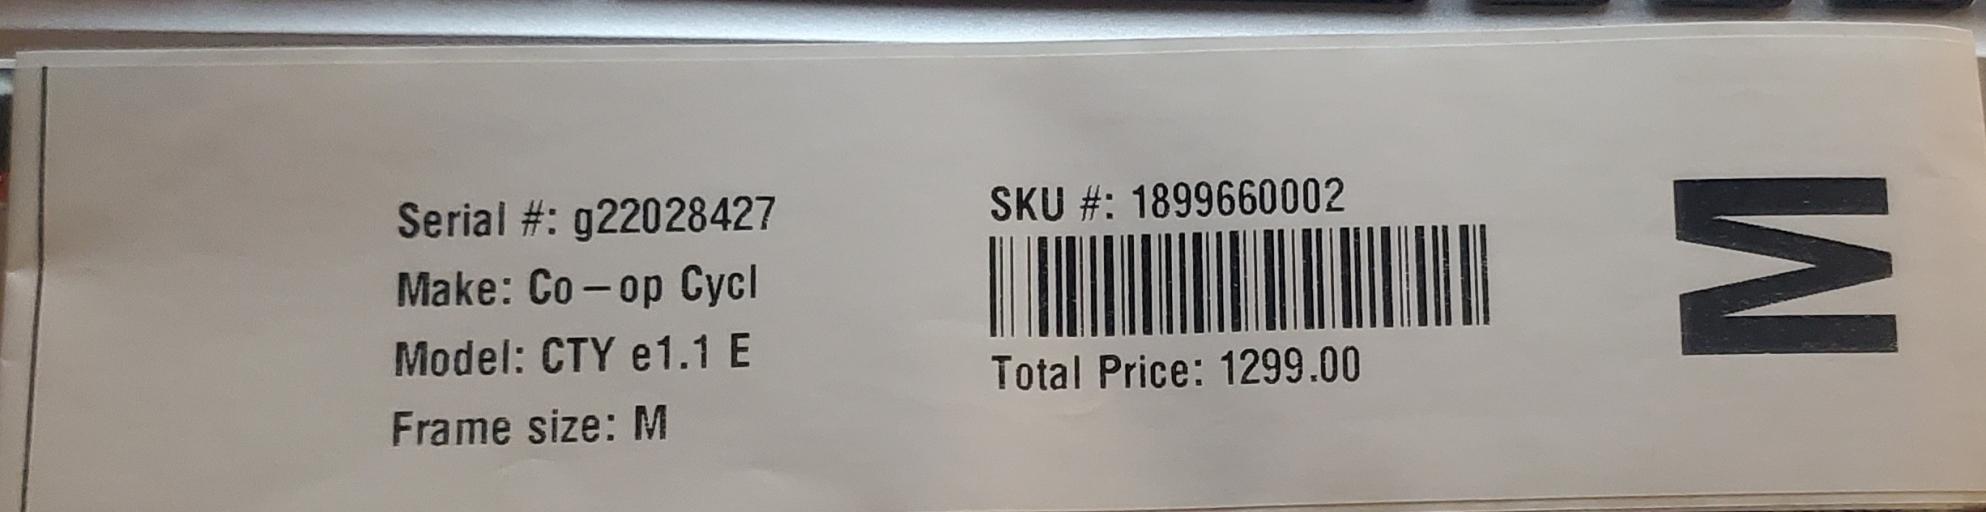 Serial #: g22028427
Make: Co-op Cycl
Model: CTY e1.1 E
Frame size: M
SKU #: 1899660002
Total Price: 1299.00
M